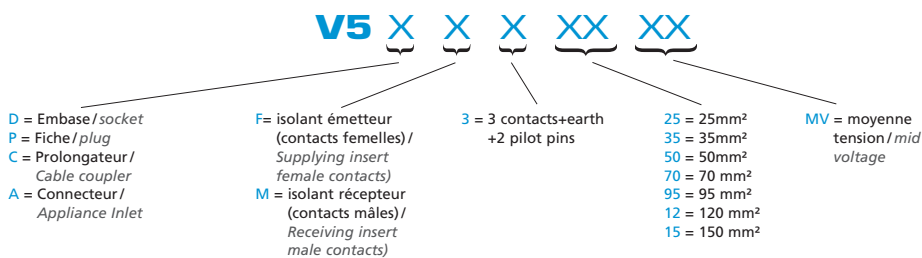 V5 X X X XX XX
D = Embase/socket
P = Fiche/plug
C = Prolongateur/
Cable coupler
A = Connecteur/
Appliance Inlet
F= isolant émetteur
(contacts femelles)/
Supplying insert
female contacts)
M = isolant récepteur
(contacts mâles)/
Receiving insert
male contacts)
3 = 3 contacts+earth
+2 pilot pins
25 = 25mm²
35 = 35mm²
50 = 50mm²
70 = 70 mm²
95 = 95 mm²
12 = 120 mm²
15 = 150 mm²
MV = moyenne
tension/mid
voltage